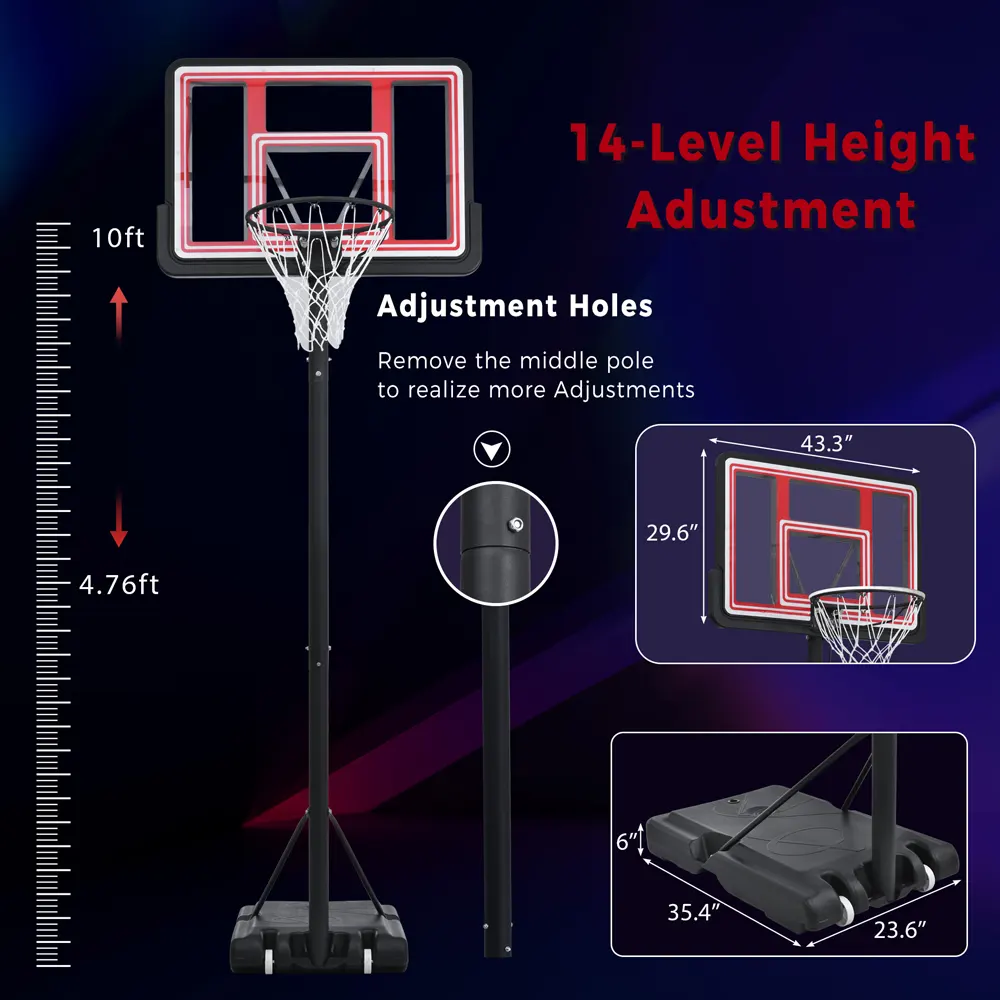 14-Level Height
Adustment
10ft
4.76ft
Adjustment Holes
Remove the middle pole
to realize more Adjustments
43.3”
29.6”
6”
35.4”
23.6”